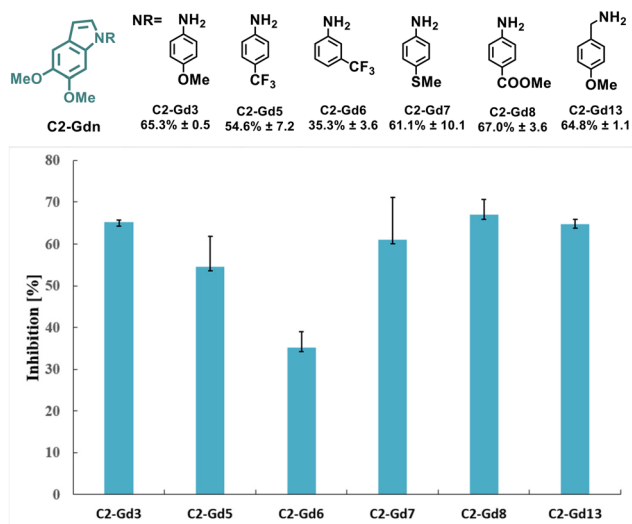 NR=
NH2
NH2
NH2
NH2
NH2
NH2
NR
MeO
OMe
OMe
CF3
CF3
SMe
COOMe
OMe
C2-Gdn
C2-Gd3
C2-Gd5
C2-Gd6
C2-Gd7
C2-Gd8
C2-Gd13
65.3% ± 0.5
54.6% ± 7.2
35.3% ± 3.6
61.1% ± 10.1
67.0% ± 3.6
64.8% ± 1.1
80
70
60
50
40
30
20
10
0
Inhibition [%]
C2-Gd3
C2-Gd5
C2-Gd6
C2-Gd7
C2-Gd8
C2-Gd13